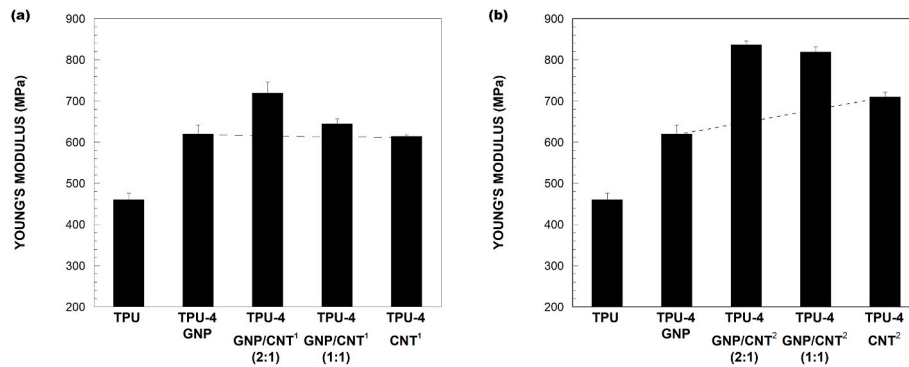 (a)
YOUNG'S MODULUS (MPa)
900
800
700
600
500
400
300
200
TPU
TPU-4
GNP
TPU-4
GNP/CNT¹
(2:1)
TPU-4
GNP/CNT¹
(1:1)
TPU-4
CNT¹
(b)
YOUNG'S MODULUS (MPa)
900
800
700
600
500
400
300
200
TPU
TPU-4
GNP
TPU-4
GNP/CNT²
(2:1)
TPU-4
GNP/CNT²
(1:1)
TPU-4
CNT²